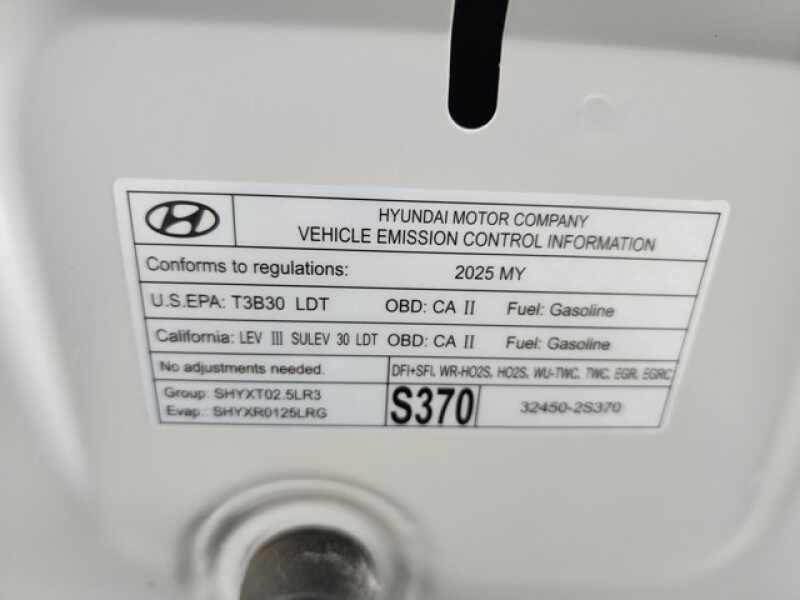 HYUNDAI MOTOR COMPANY
VEHICLE EMISSION CONTROL INFORMATION
Conforms to regulations: 2025 MY
U.S.EPA: T3B30 LDT OBD: CA II Fuel: Gasoline
California: LEV III SULEV 30 LDT OBD: CA II Fuel: Gasoline
No adjustments needed. DFI+SFI, WR-HO2S, HO2S, WU-TWC, TWC, EGR, EGRC
Group: SHYXT02.5LR3
Evap: SHYXR0125LRG
S370 32450-2S370